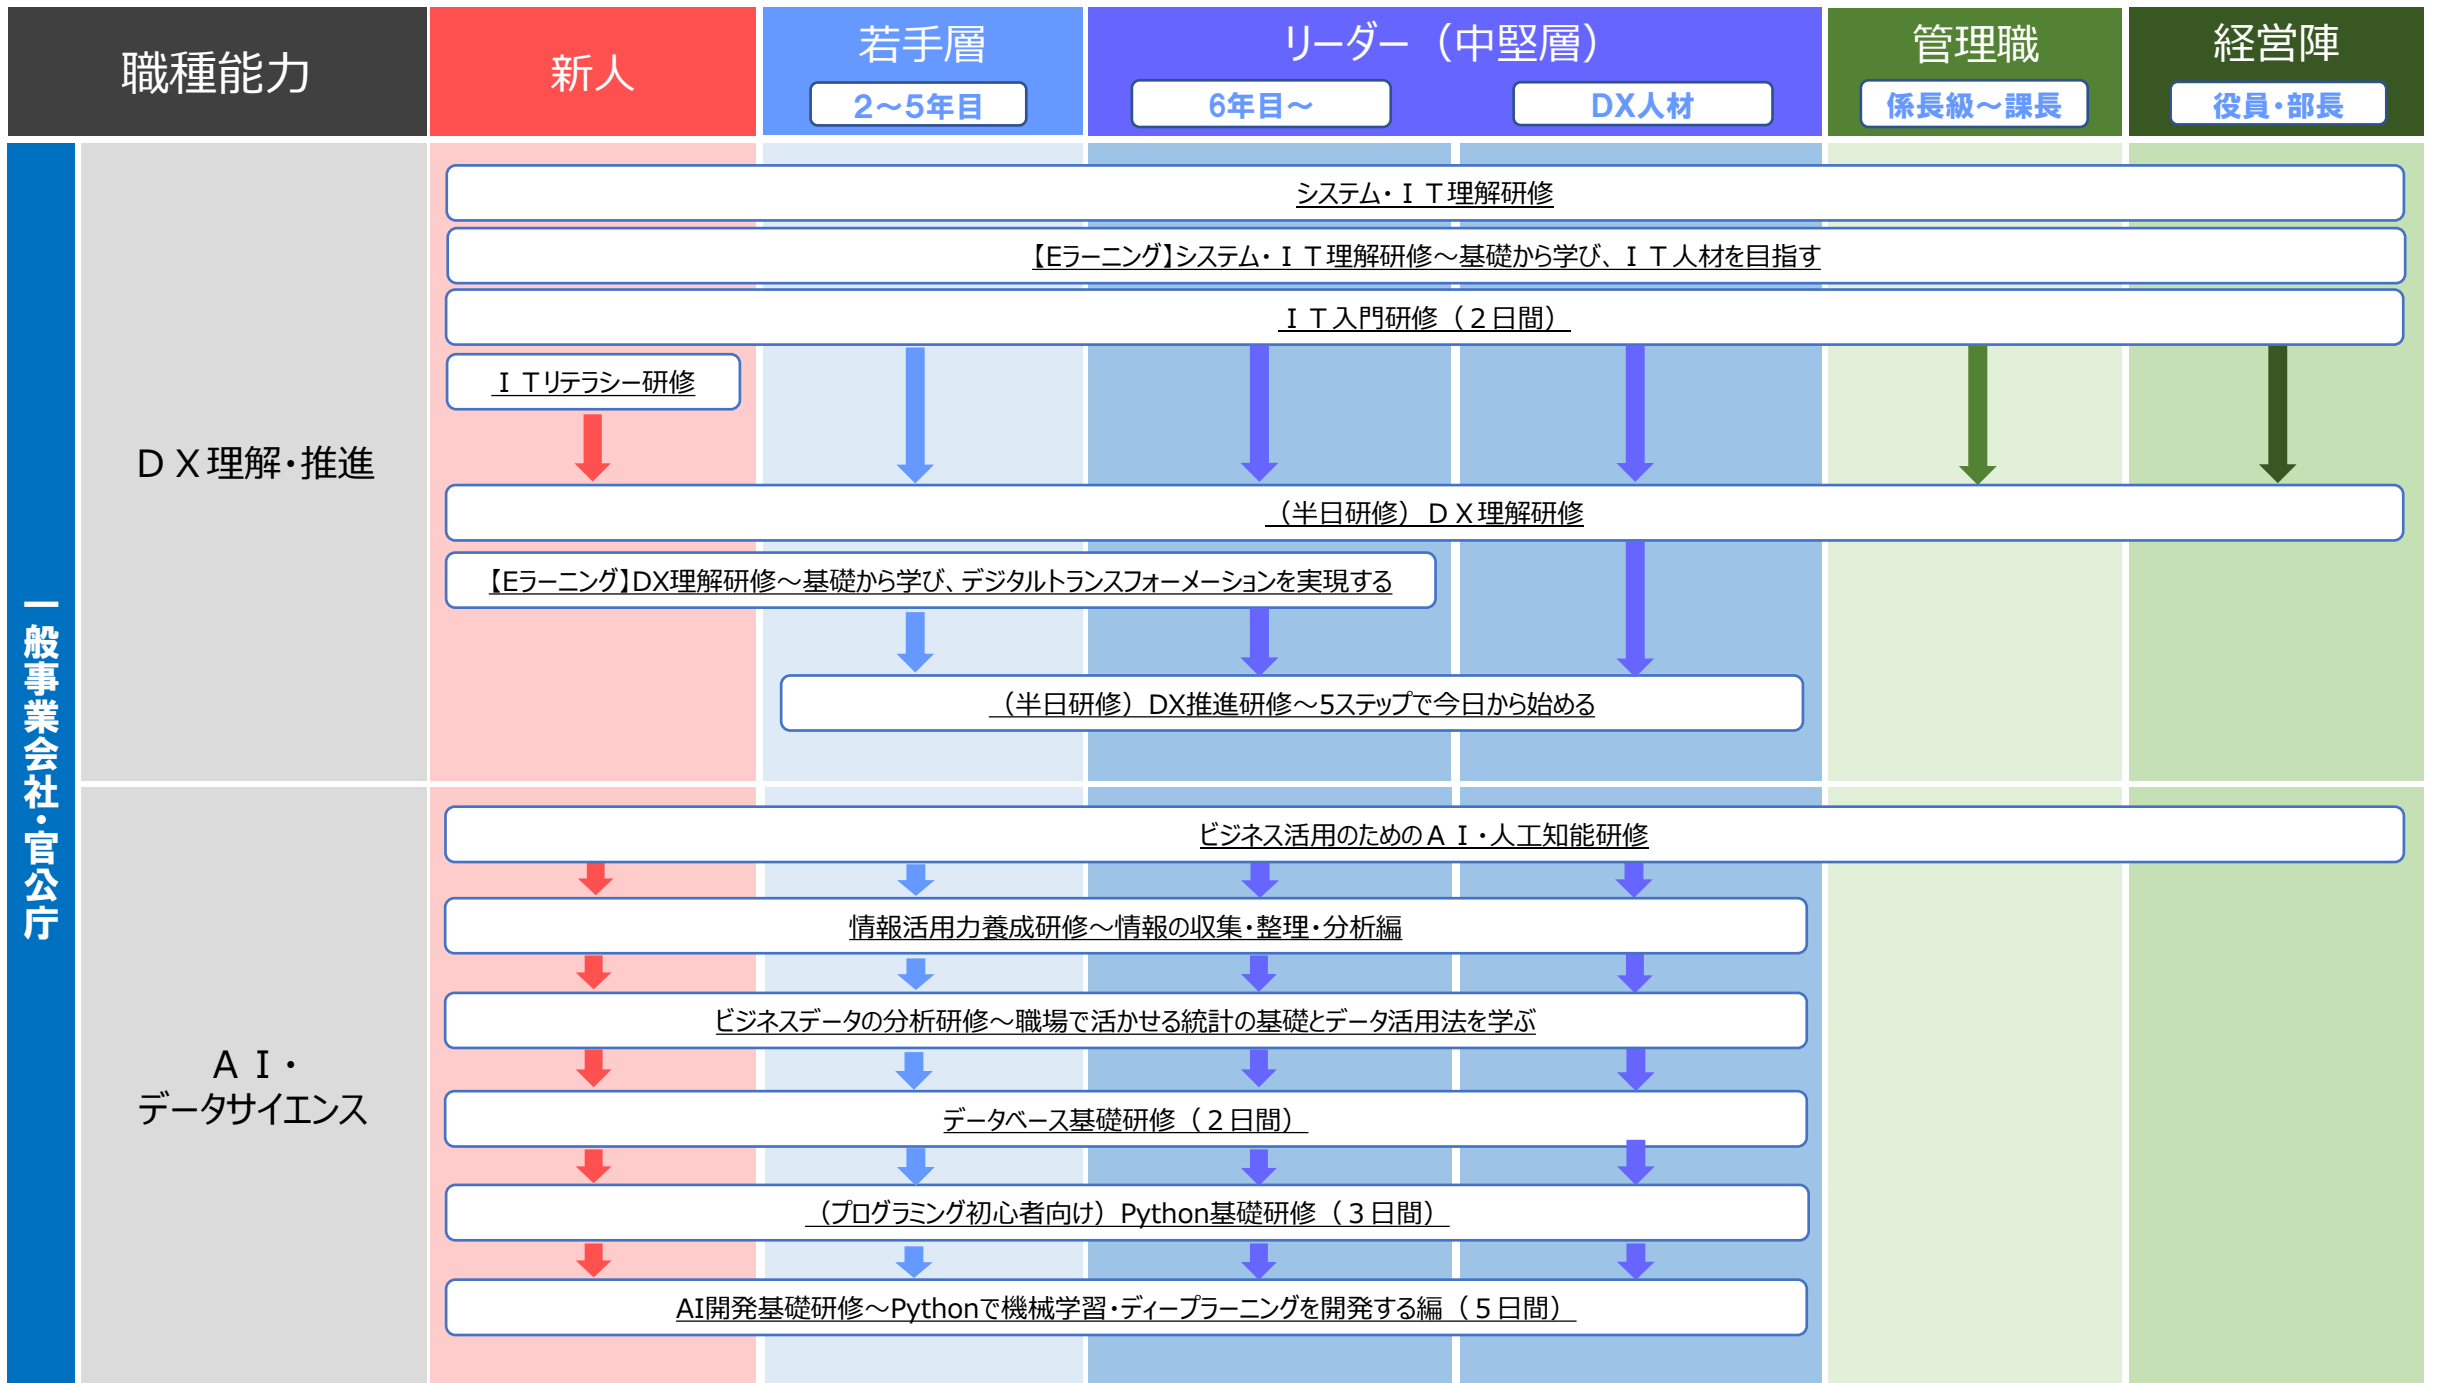 職種能力
新人
若手層
2～5年目
リーダー（中堅層）
6年目～
DX人材
管理職
係長級～課長
経営陣
役員・部長
一般事業会社・官公庁
ＤＸ理解・推進
システム・ＩＴ理解研修
【Eラーニング】システム・ＩＴ理解研修～基礎から学び、ＩＴ人材を目指す
ＩＴ入門研修（２日間）
ＩＴリテラシー研修
（半日研修）ＤＸ理解研修
【Eラーニング】DX理解研修～基礎から学び、デジタルトランスフォーメーションを実現する
（半日研修）DX推進研修～5ステップで今日から始める
ＡＩ・
データサイエンス
ビジネス活用のためのＡＩ・人工知能研修
情報活用力養成研修～情報の収集・整理・分析編
ビジネスデータの分析研修～職場で活かせる統計の基礎とデータ活用法を学ぶ
データベース基礎研修（２日間）
（プログラミング初心者向け）Python基礎研修（３日間）
AI開発基礎研修～Pythonで機械学習・ディープラーニングを開発する編（５日間）